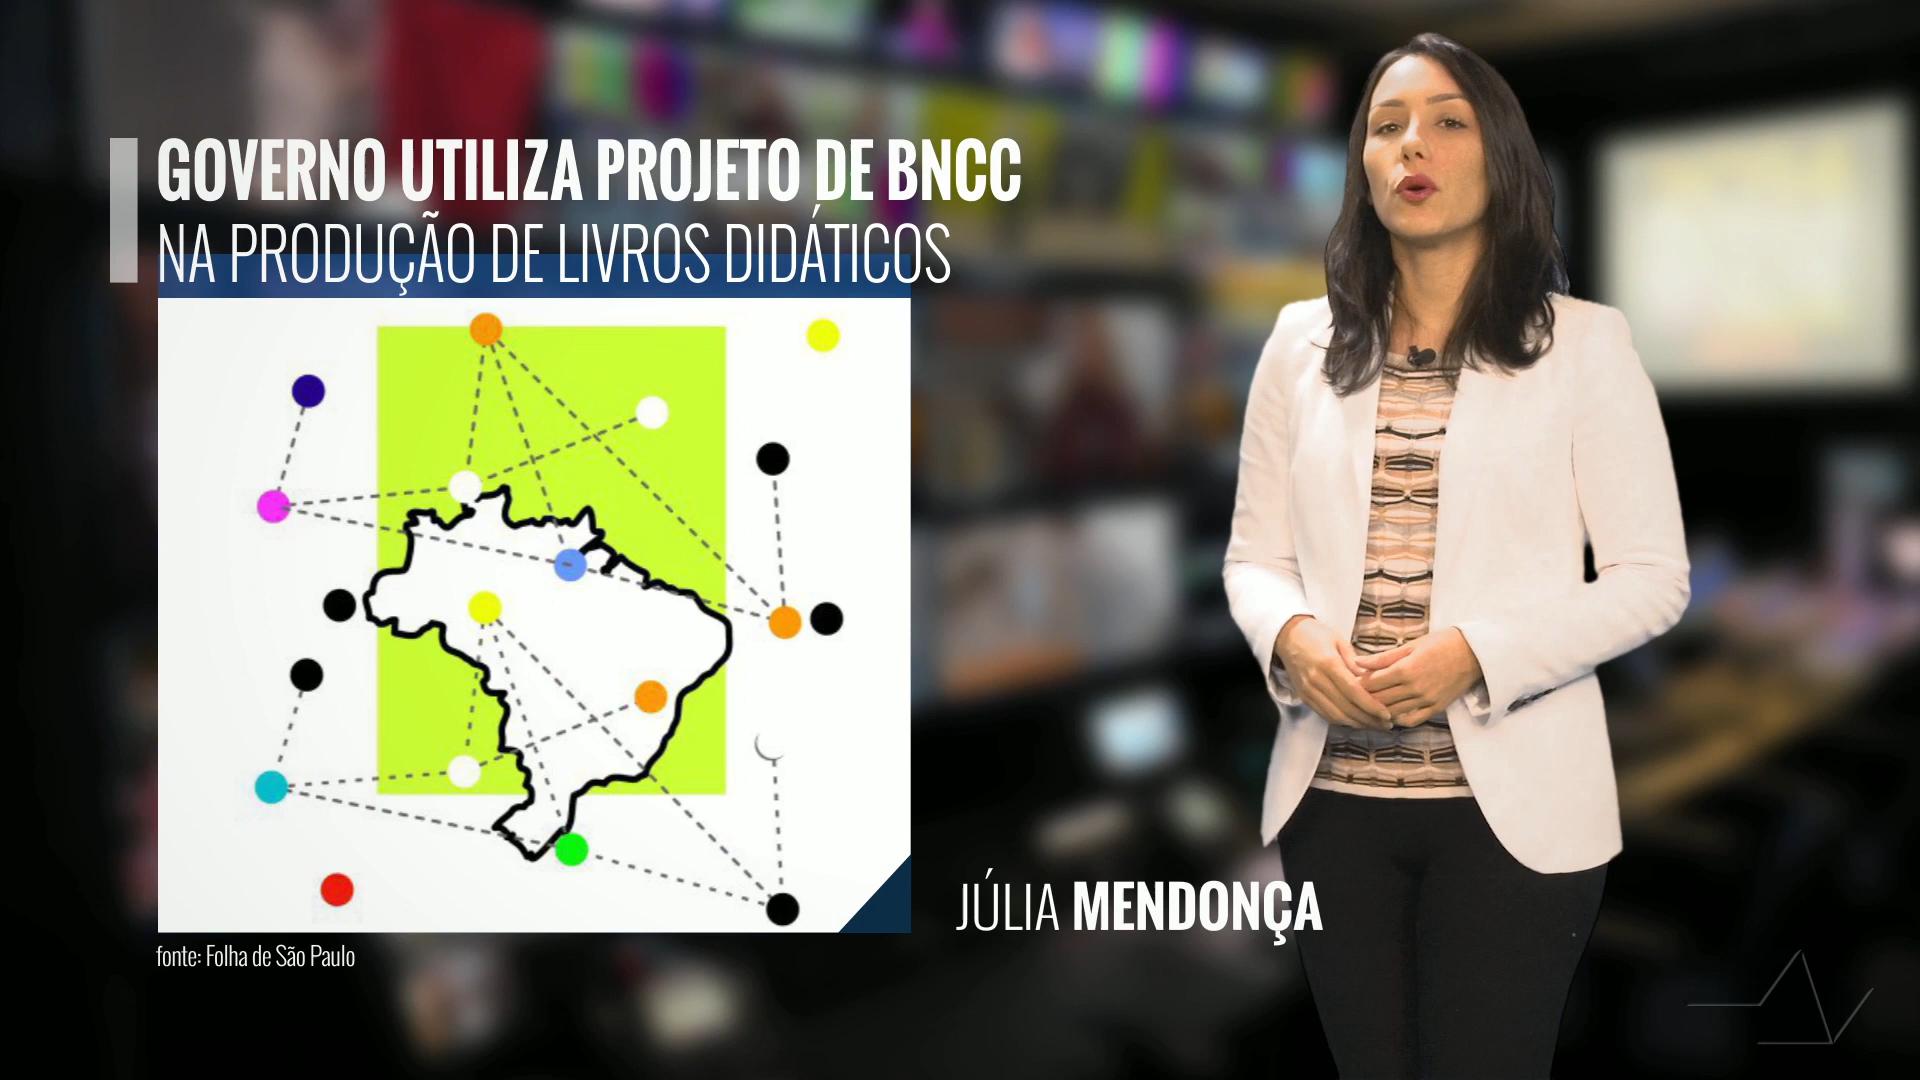 GOVERNO UTILIZA PROJETO DE BNCC
NA PRODUÇÃO DE LIVROS DIDÁTICOS
JÚLIA MENDONÇA
fonte: Folha de São Paulo